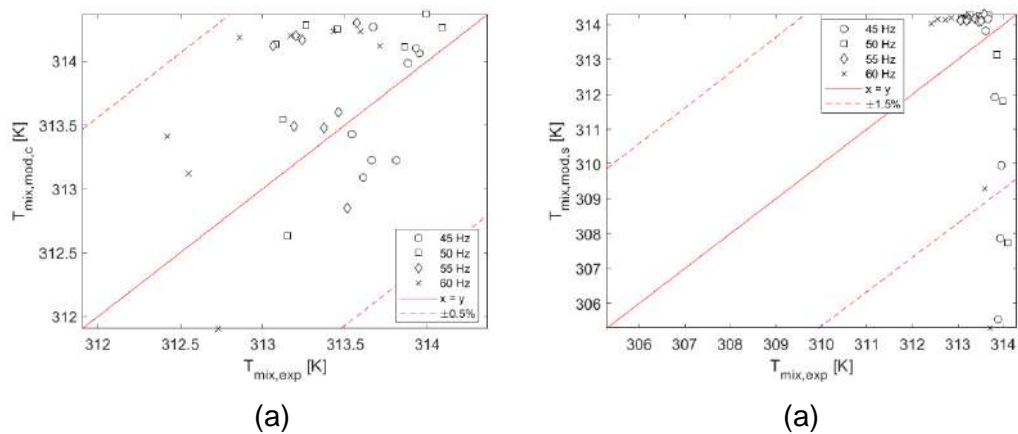 314
313.5
313
312.5
312
T_mix,mod,c [K]
45 Hz
50 Hz
55 Hz
60 Hz
x = y
±0.5%
312 312.5 313 313.5 314
T_mix,exp [K]
(a)
314
313
312
311
310
309
308
307
306
T_mix,mod,s [K]
45 Hz
50 Hz
55 Hz
60 Hz
x = y
±1.5%
306 307 308 309 310 311 312 313 314
T_mix,exp [K]
(a)